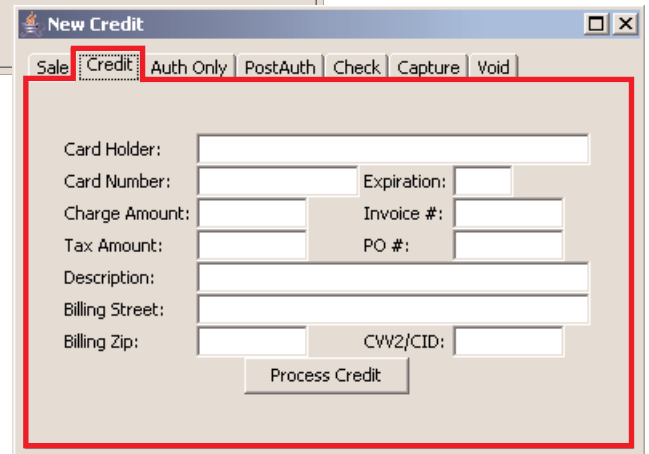 New Credit
Sale Credit Auth Only PostAuth Check Capture Void
Card Holder:
Card Number: Expiration:
Charge Amount: Invoice #:
Tax Amount: PO #:
Description:
Billing Street:
Billing Zip: CVV2/CID:
Process Credit